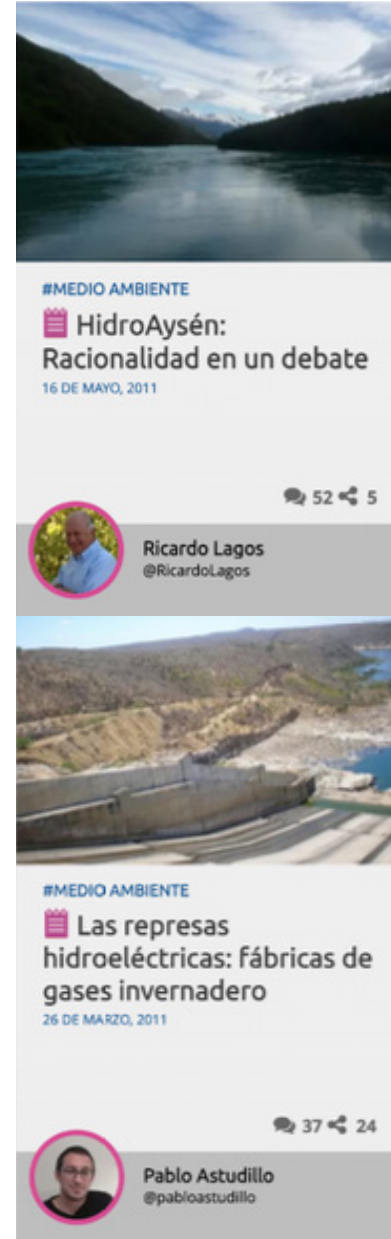 #MEDIO AMBIENTE
HidroAysén:
Racionalidad en un debate
16 DE MAYO, 2011
52 5
Ricardo Lagos
@RicardoLagos
#MEDIO AMBIENTE
Las represas
hidroeléctricas: fábricas de
gases invernadero
26 DE MARZO, 2011
37 24
Pablo Astudillo
@pabloastudillo